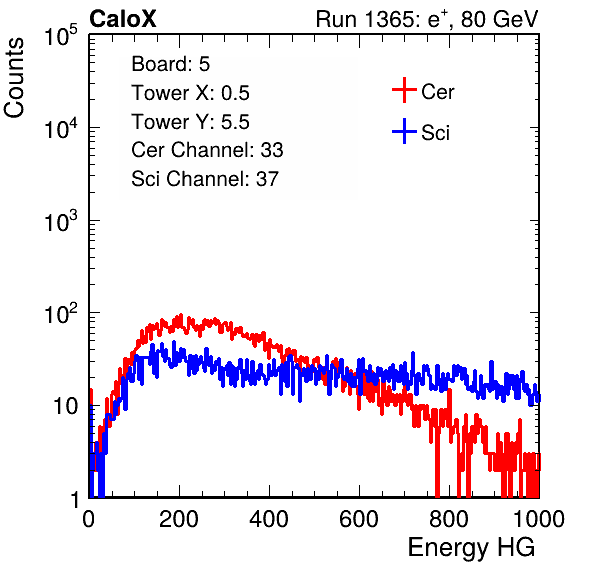 CaloX Run 1365: e⁺, 80 GeV
Counts
10⁵
10⁴
10³
10²
10
1
Board: 5
Tower X: 0.5
Tower Y: 5.5
Cer Channel: 33
Sci Channel: 37
Cer
Sci
0 200 400 600 800 1000
Energy HG